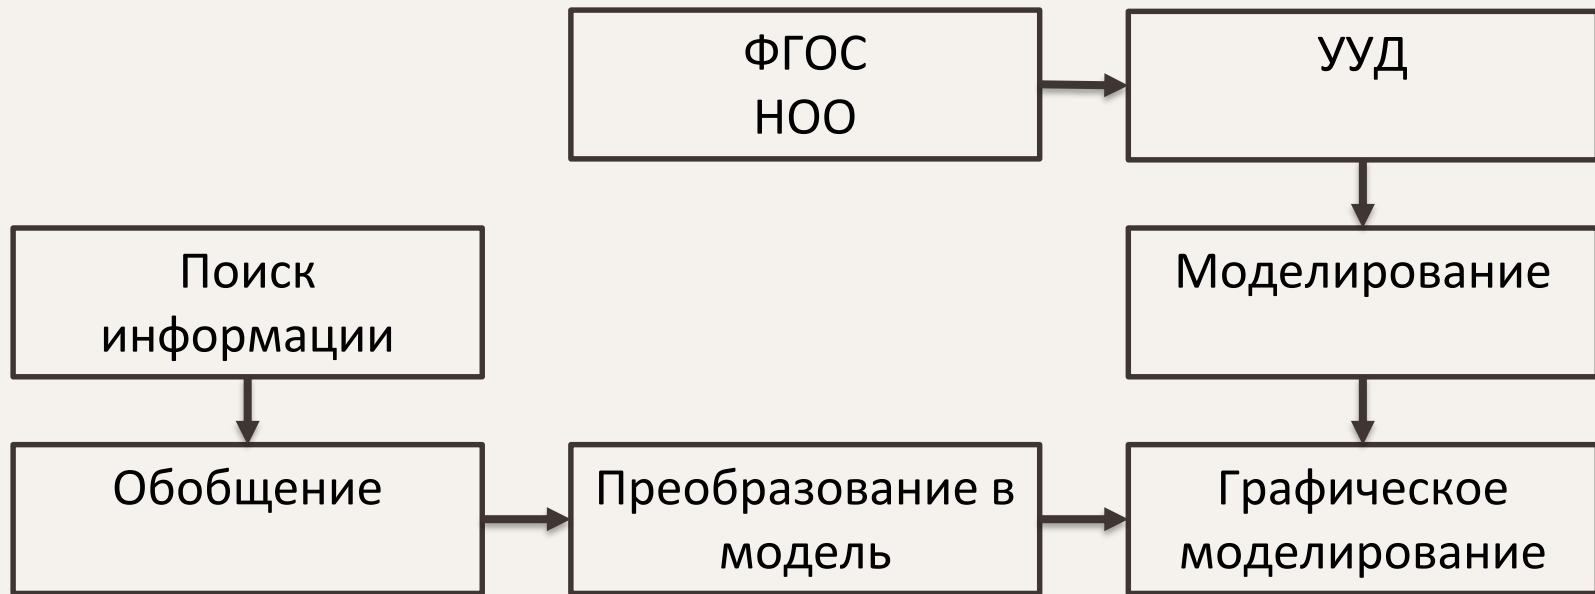 ФГОС
НОО
УУД
Поиск
информации
Моделирование
Обобщение
Преобразование в
модель
Графическое
моделирование